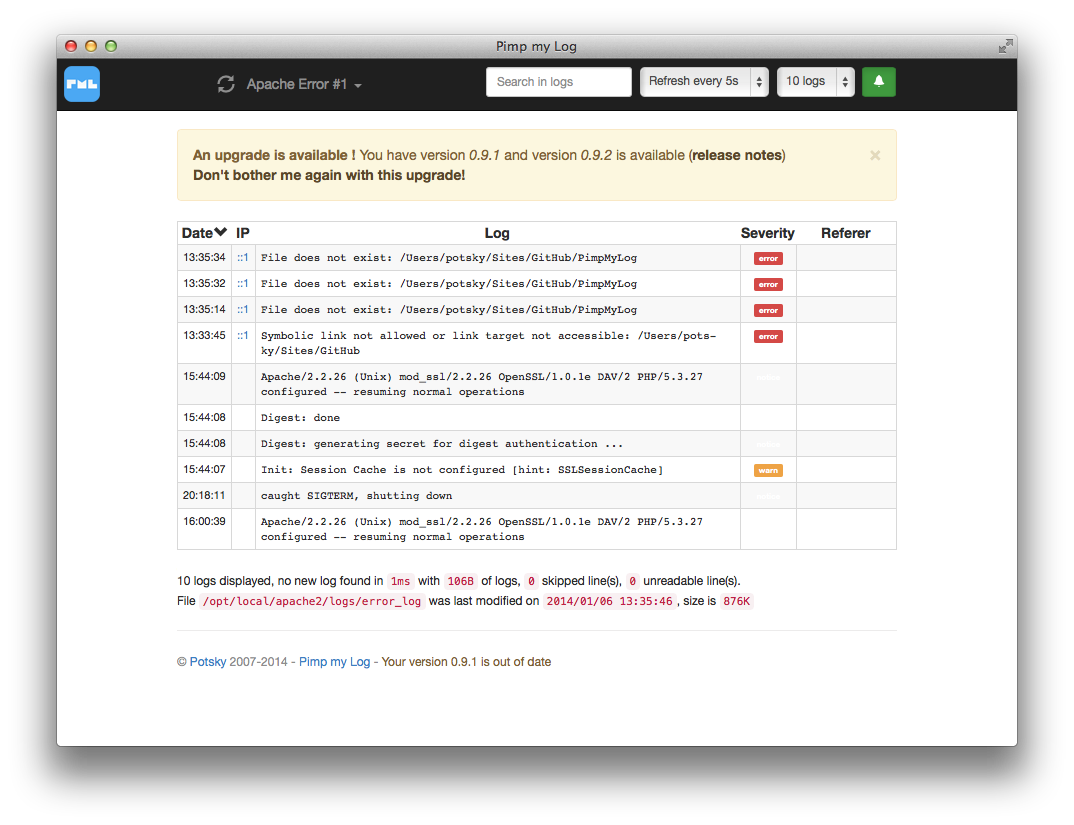 Pimp my Log
PML
Apache Error #1
Search in logs
Refresh every 5s
10 logs
An upgrade is available ! You have version 0.9.1 and version 0.9.2 is available (release notes)
×
Don't bother me again with this upgrade!
Date IP Log Severity Referer
13:35:34 ::1 File does not exist: /Users/potsky/Sites/GitHub/PimpMyLog error
13:35:32 ::1 File does not exist: /Users/potsky/Sites/GitHub/PimpMyLog error
13:35:14 ::1 File does not exist: /Users/potsky/Sites/GitHub/PimpMyLog error
13:33:45 ::1 Symbolic link not allowed or link target not accessible: /Users/pots-
ky/Sites/GitHub error
15:44:09 Apache/2.2.26 (Unix) mod_ssl/2.2.26 OpenSSL/1.0.1e DAV/2 PHP/5.3.27
configured -- resuming normal operations
15:44:08 Digest: done
15:44:08 Digest: generating secret for digest authentication ...
15:44:07 Init: Session Cache is not configured [hint: SSLSessionCache] warn
20:18:11 caught SIGTERM, shutting down
16:00:39 Apache/2.2.26 (Unix) mod_ssl/2.2.26 OpenSSL/1.0.1e DAV/2 PHP/5.3.27
configured -- resuming normal operations
10 logs displayed, no new log found in 1ms with 106B of logs, 0 skipped line(s), 0 unreadable line(s).
File /opt/local/apache2/logs/error_log was last modified on 2014/01/06 13:35:46 , size is 876K
© Potsky 2007-2014 - Pimp my Log - Your version 0.9.1 is out of date